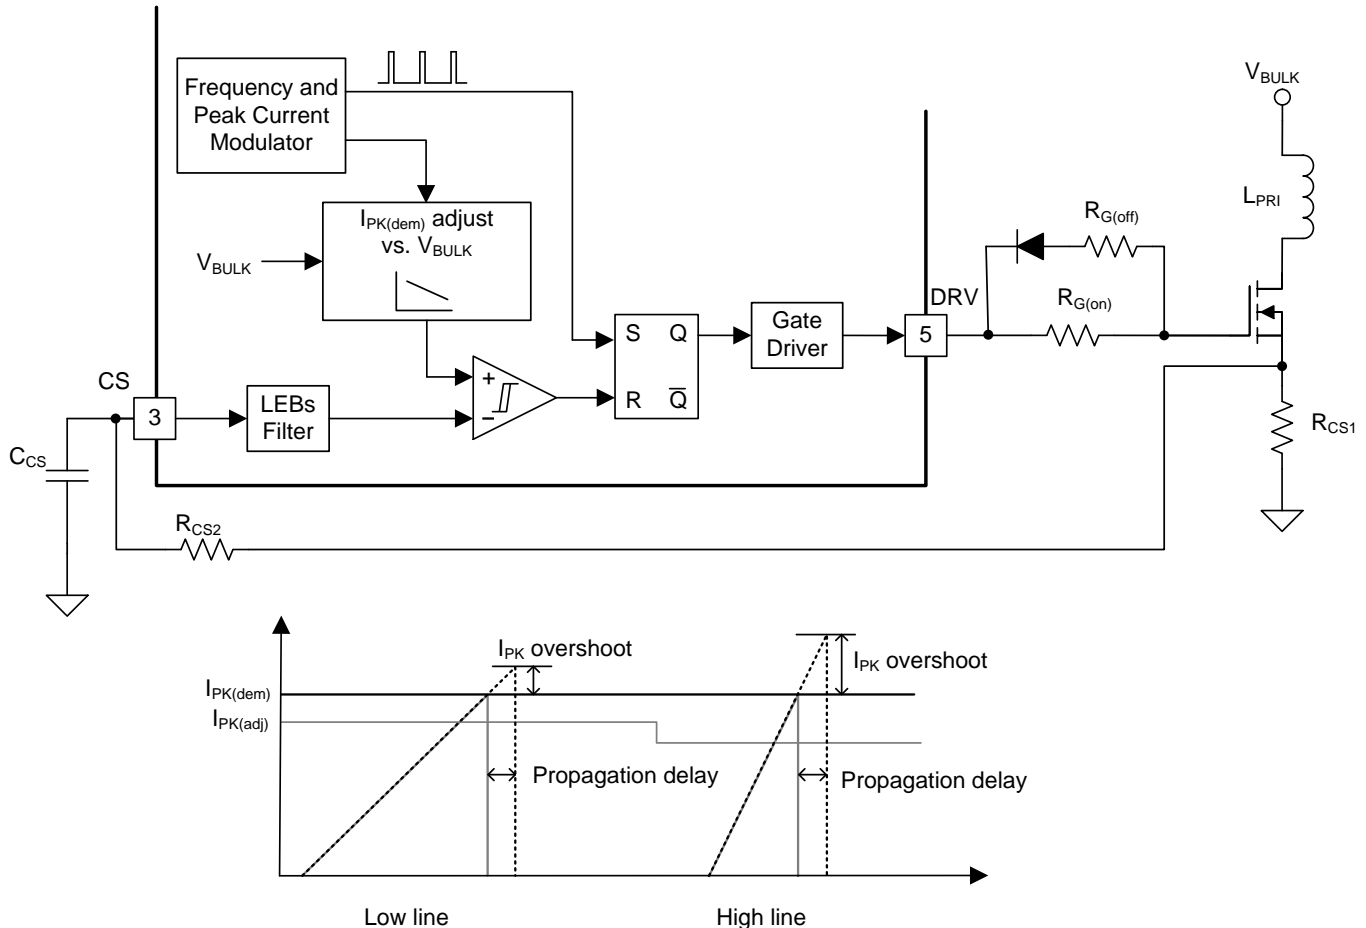 Frequency and
Peak Current
Modulator
V_BULK
I_PK(dem) adjust
vs. V_BULK
V_BULK
L_PRI
R_G(off)
R_G(on)
DRV
5
Gate
Driver
S Q
R Q̅
+
−
CS
3
LEBs
Filter
C_CS
R_CS1
R_CS2
I_PK overshoot
I_PK overshoot
I_PK(dem)
I_PK(adj)
Propagation delay
Propagation delay
Low line
High line